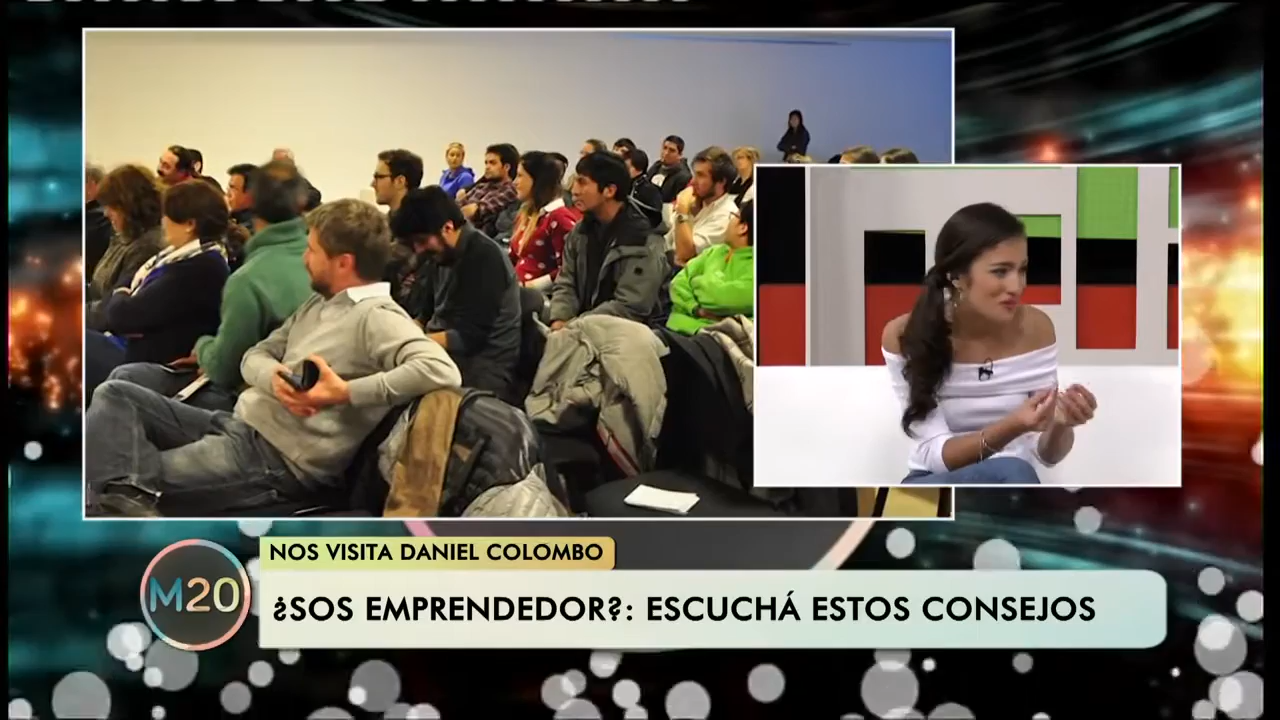 NOS VISITA DANIEL COLOMBO
M20
¿SOS EMPRENDEDOR?: ESCUCHÁ ESTOS CONSEJOS